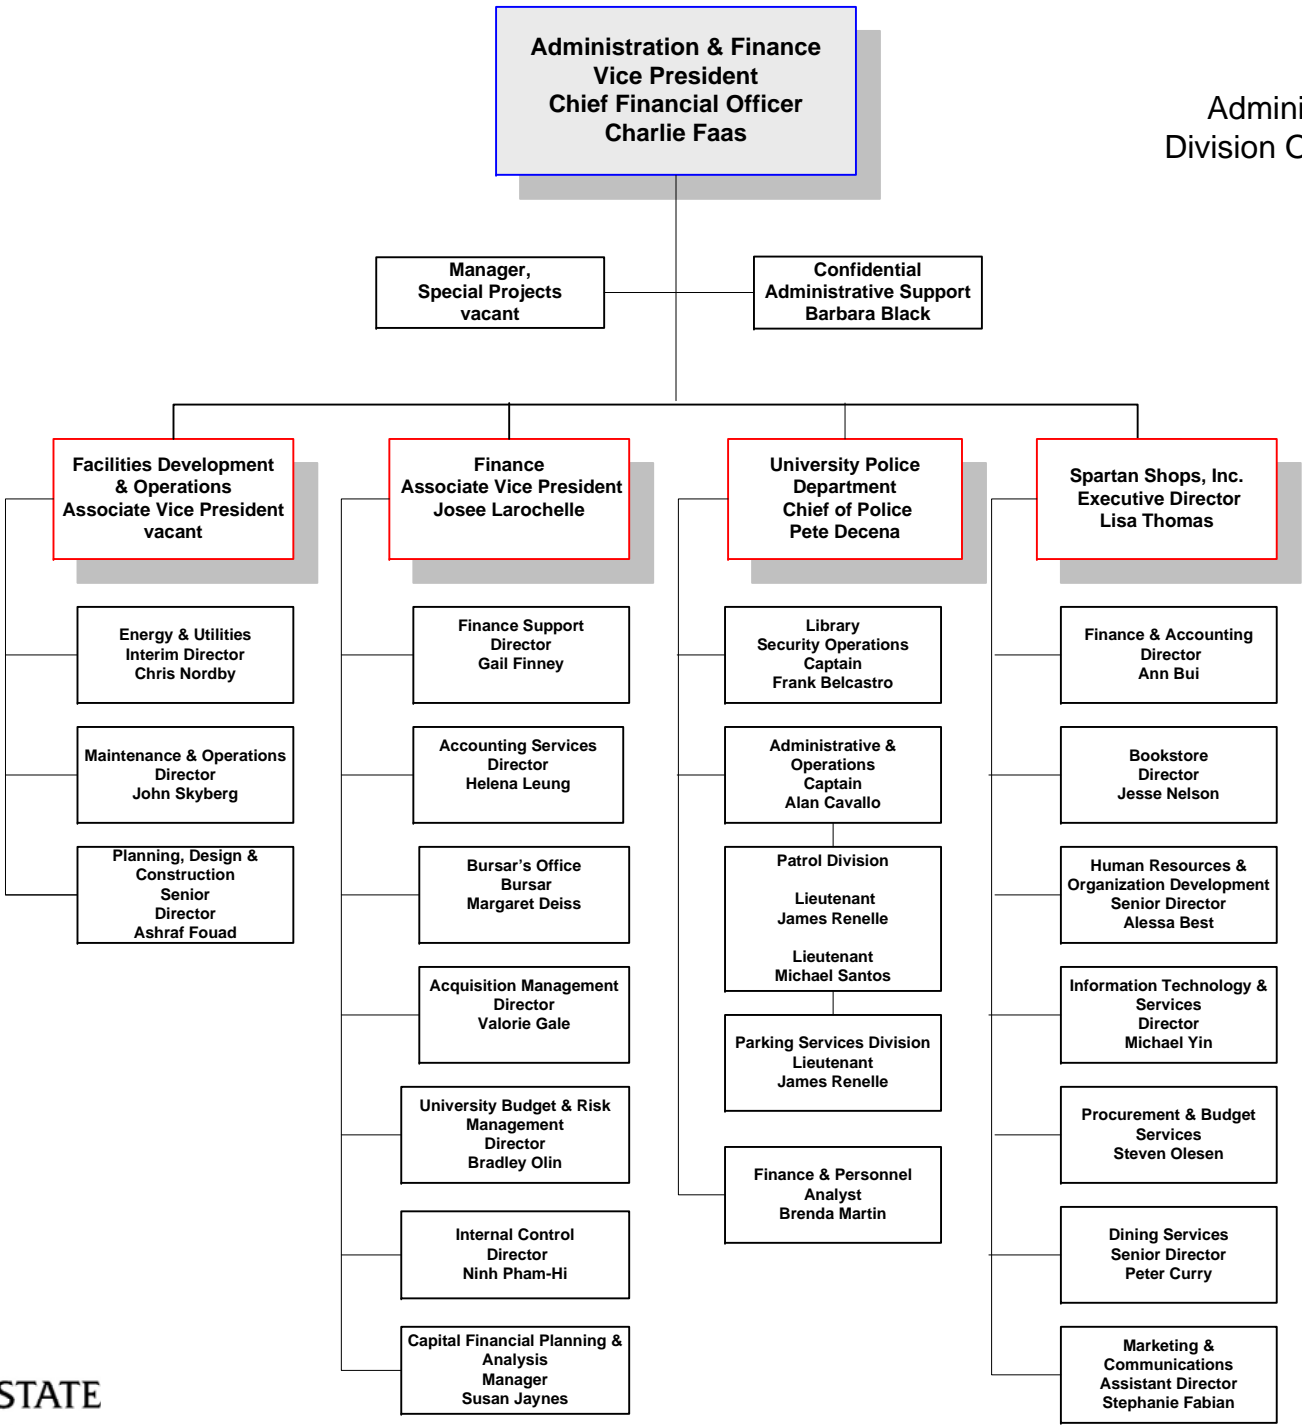 Administration & Finance
Vice President
Chief Financial Officer
Charlie Faas
Admini
Division O
Manager,
Special Projects
vacant
Confidential
Administrative Support
Barbara Black
Facilities Development
& Operations
Associate Vice President
vacant
Finance
Associate Vice President
Josee Larochelle
University Police
Department
Chief of Police
Pete Decena
Spartan Shops, Inc.
Executive Director
Lisa Thomas
Energy & Utilities
Interim Director
Chris Nordby
Maintenance & Operations
Director
John Skyberg
Planning, Design &
Construction
Senior
Director
Ashraf Fouad
Finance Support
Director
Gail Finney
Accounting Services
Director
Helena Leung
Bursar’s Office
Bursar
Margaret Deiss
Acquisition Management
Director
Valorie Gale
University Budget & Risk
Management
Director
Bradley Olin
Internal Control
Director
Ninh Pham-Hi
Capital Financial Planning &
Analysis
Manager
Susan Jaynes
Library
Security Operations
Captain
Frank Belcastro
Administrative &
Operations
Captain
Alan Cavallo
Patrol Division
Lieutenant
James Renelle
Lieutenant
Michael Santos
Parking Services Division
Lieutenant
James Renelle
Finance & Personnel
Analyst
Brenda Martin
Finance & Accounting
Director
Ann Bui
Bookstore
Director
Jesse Nelson
Human Resources &
Organization Development
Senior Director
Alessa Best
Information Technology &
Services
Director
Michael Yin
Procurement & Budget
Services
Steven Olesen
Dining Services
Senior Director
Peter Curry
Marketing &
Communications
Assistant Director
Stephanie Fabian
STATE